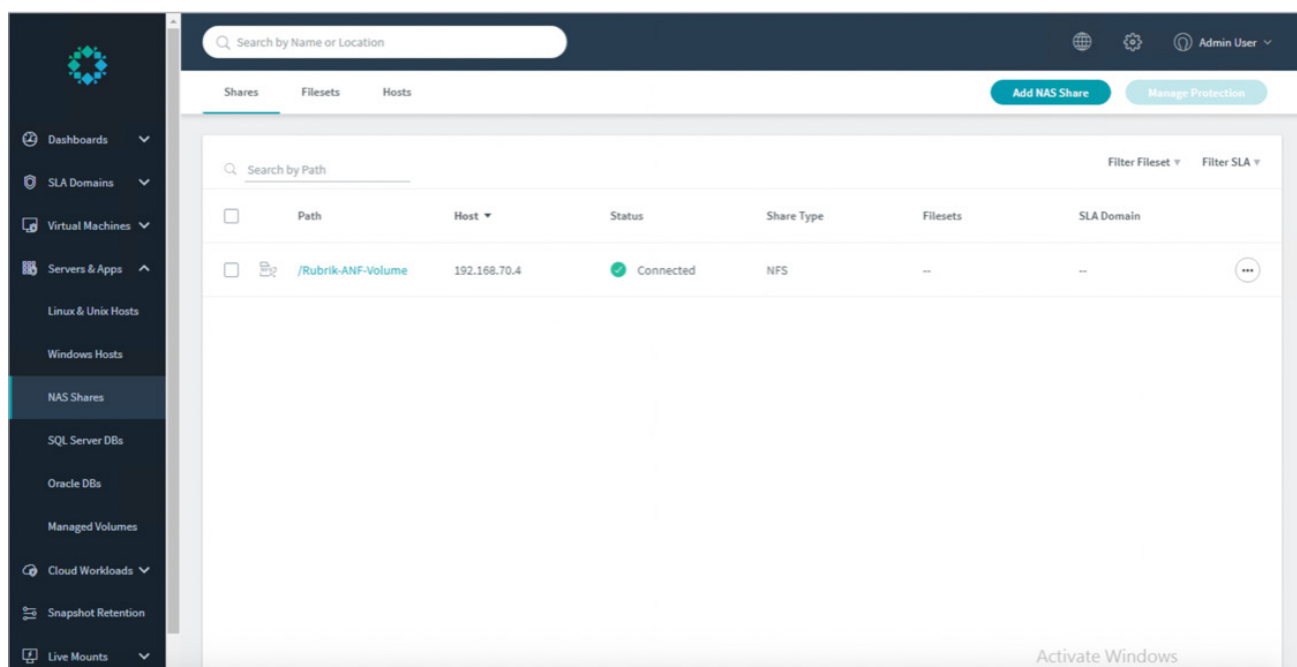 Search by Name or Location
Admin User
Shares Filesets Hosts
Add NAS Share Manage Protection
Dashboards
SLA Domains
Virtual Machines
Servers & Apps
Linux & Unix Hosts
Windows Hosts
NAS Shares
SQL Server DBs
Oracle DBs
Managed Volumes
Cloud Workloads
Snapshot Retention
Live Mounts
Search by Path
Filter Fileset Filter SLA
Path Host Status Share Type Filesets SLA Domain
/Rubrik-ANF-Volume 192.168.70.4 Connected NFS -- --
Activate Windows